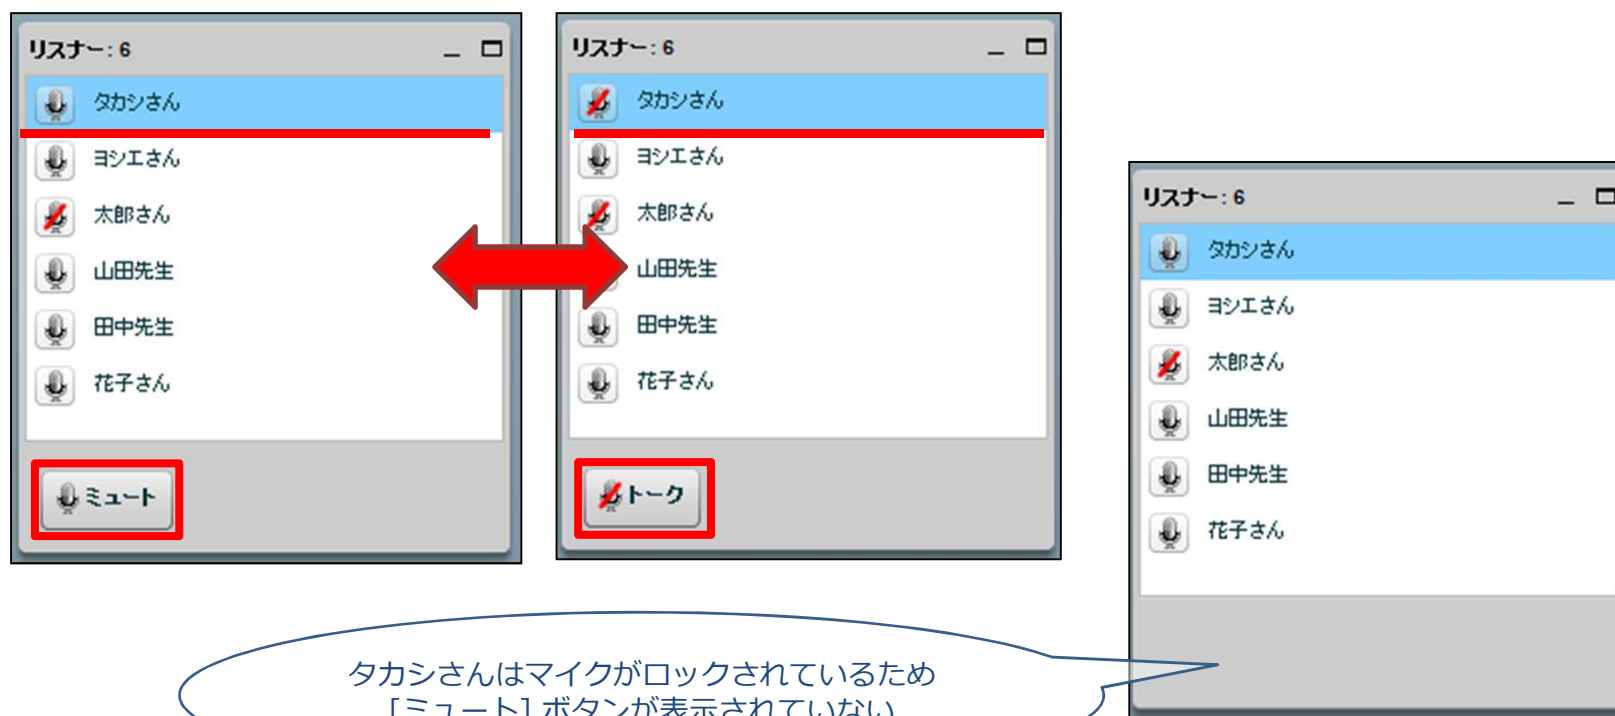 リスナー: 6
タカシさん
ヨシエさん
太郎さん
山田先生
田中先生
花子さん
ミュート
リスナー: 6
タカシさん
ヨシエさん
太郎さん
山田先生
田中先生
花子さん
トーク
リスナー: 6
タカシさん
ヨシエさん
太郎さん
山田先生
田中先生
花子さん
タカシさんはマイクがロックされているため
[ミュート] ボタンが表示されていない